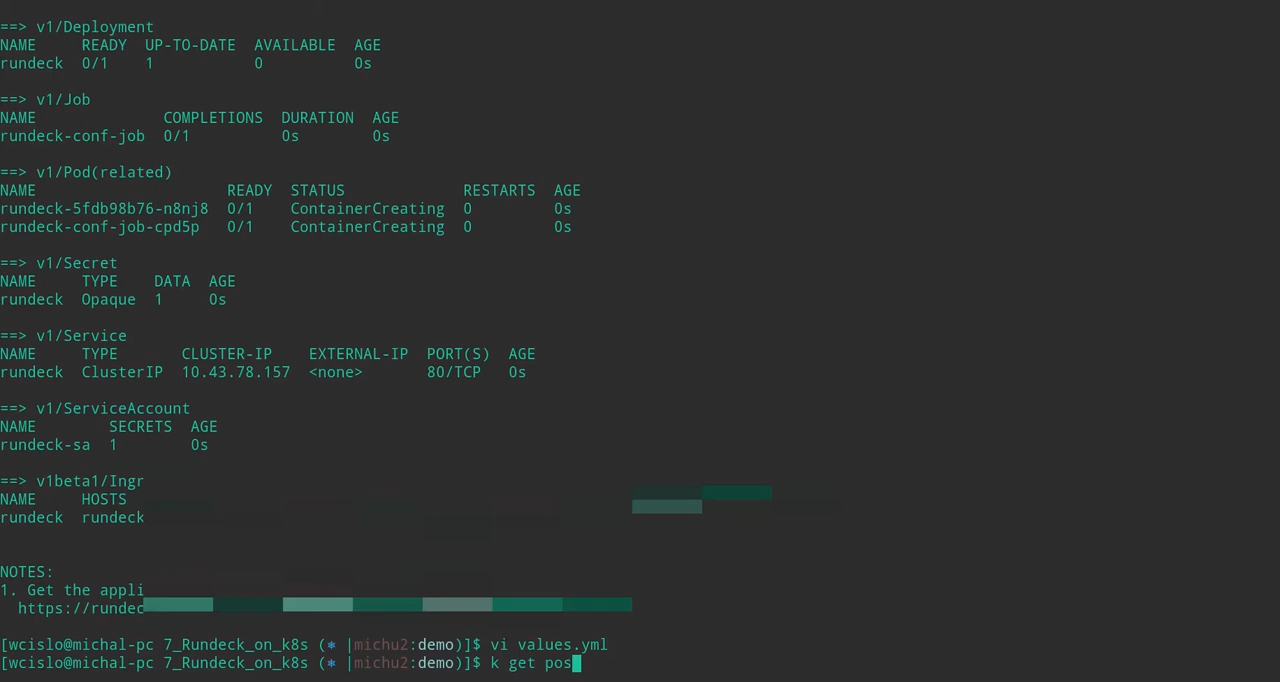 ==> v1/Deployment
NAME READY UP-TO-DATE AVAILABLE AGE
rundeck 0/1 1 0 0s
==> v1/Job
NAME COMPLETIONS DURATION AGE
rundeck-conf-job 0/1 0s 0s
==> v1/Pod(related)
NAME READY STATUS RESTARTS AGE
rundeck-5fdb98b76-n8nj8 0/1 ContainerCreating 0 0s
rundeck-conf-job-cpd5p 0/1 ContainerCreating 0 0s
==> v1/Secret
NAME TYPE DATA AGE
rundeck Opaque 1 0s
==> v1/Service
NAME TYPE CLUSTER-IP EXTERNAL-IP PORT(S) AGE
rundeck ClusterIP 10.43.78.157 <none> 80/TCP 0s
==> v1/ServiceAccount
NAME SECRETS AGE
rundeck-sa 1 0s
==> v1beta1/Ingr
NAME HOSTS
rundeck rundeck
NOTES:
1. Get the appli
https://rundec
[wcislo@michal-pc 7_Rundeck_on_k8s (✱ |michu2:demo)]$ vi values.yml
[wcislo@michal-pc 7_Rundeck_on_k8s (✱ |michu2:demo)]$ k get pos